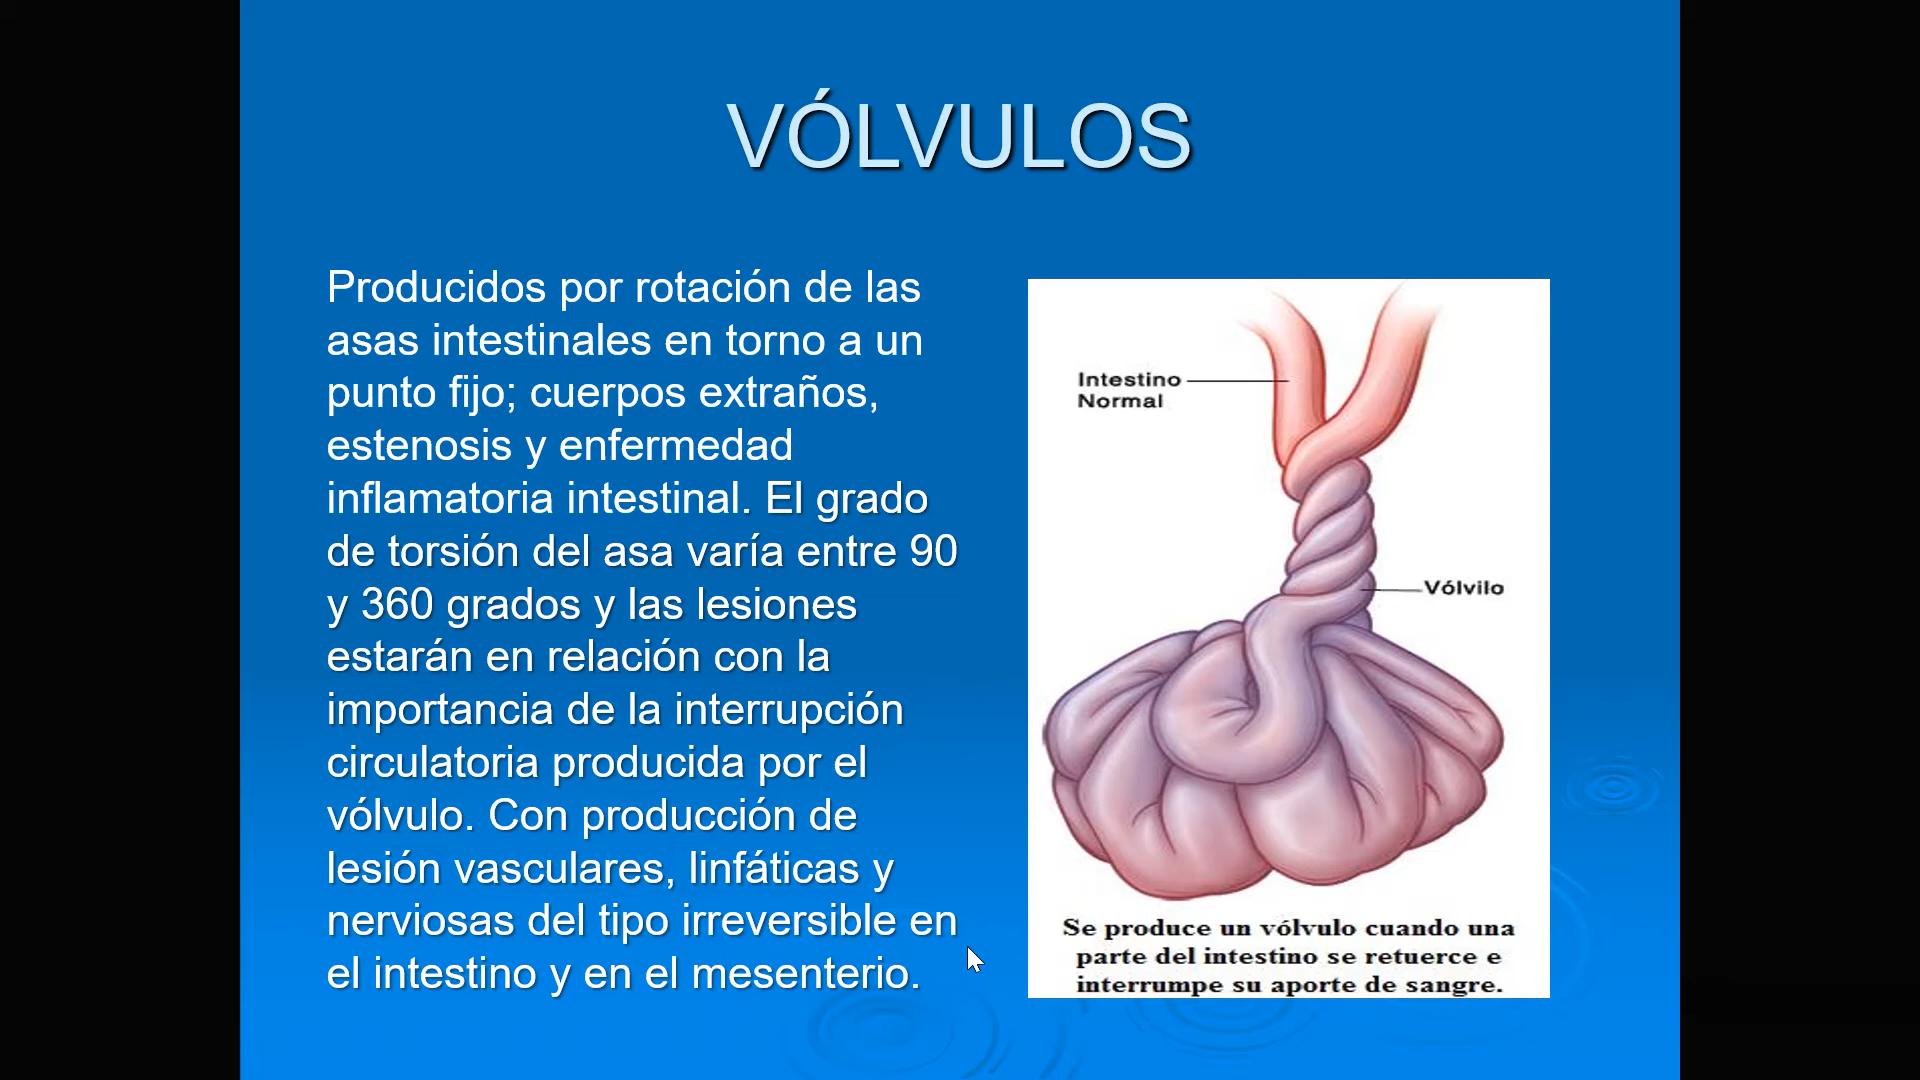 VÓLVULOS
Producidos por rotación de las
asas intestinales en torno a un
punto fijo; cuerpos extraños,
estenosis y enfermedad
inflamatoria intestinal. El grado
de torsión del asa varía entre 90
y 360 grados y las lesiones
estarán en relación con la
importancia de la interrupción
circulatoria producida por el
vólvulo. Con producción de
lesión vasculares, linfáticas y
nerviosas del tipo irreversible en
el intestino y en el mesenterio.
Intestino
Normal
Vólvilo
Se produce un vólvulo cuando una
parte del intestino se retuerce e
interrumpe su aporte de sangre.